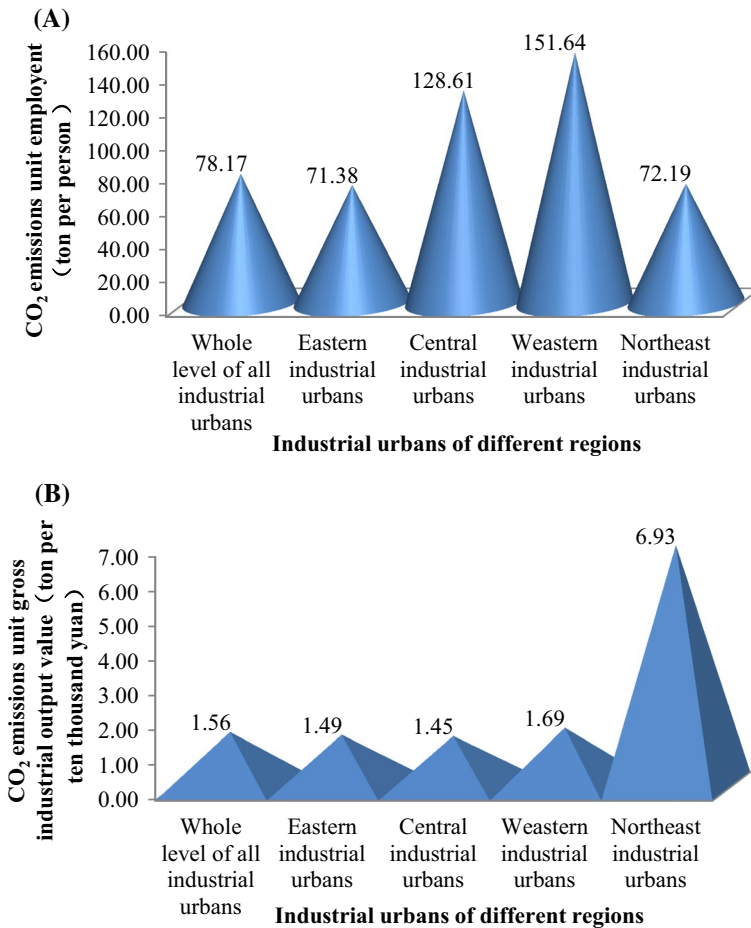 (A)
CO₂ emissions unit employent
（ton per person ）
160.00
140.00
120.00
100.00
80.00
60.00
40.00
20.00
0.00
78.17
71.38
128.61
151.64
72.19
Whole
level of all
industrial
urbans
Eastern
industrial
urbans
Central
industrial
urbans
Weastern
industrial
urbans
Northeast
industrial
urbans
Industrial urbans of different regions
(B)
CO₂ emissions unit gross
industrial output value（ton per
ten thousand yuan）
7.00
6.00
5.00
4.00
3.00
2.00
1.00
0.00
1.56
1.49
1.45
1.69
6.93
Whole
level of all
industrial
urbans
Eastern
industrial
urbans
Central
industrial
urbans
Weastern
industrial
urbans
Northeast
industrial
urbans
Industrial urbans of different regions